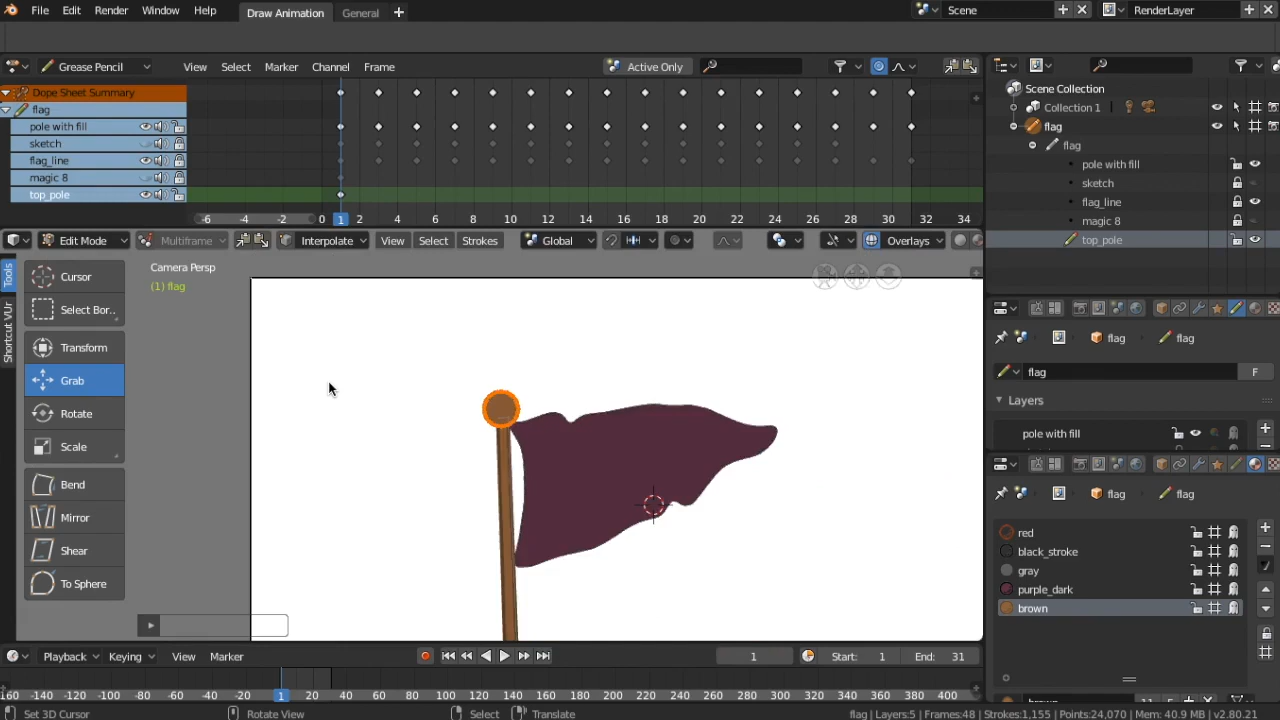 File Edit Render Window Help Draw Animation General + Scene RenderLayer
Grease Pencil View Select Marker Channel Frame Active Only
Dope Sheet Summary
flag
pole with fill
sketch
flag_line
magic 8
top_pole
-6 -4 -2 0 1 2 4 6 8 10 12 14 16 18 20 22 24 26 28 30 32 34
Scene Collection
Collection 1
flag
flag
pole with fill
sketch
flag_line
magic 8
top_pole
Edit Mode Multiframe Interpolate View Select Strokes Global Overlays
Tools
Shortcut VUr
Cursor
Select Bor..
Transform
Grab
Rotate
Scale
Bend
Mirror
Shear
To Sphere
Camera Persp
(1) flag
flag flag
flag F
Layers
pole with fill
flag flag
red
black_stroke
gray
purple_dark
brown
Playback Keying View Marker 1 Start: 1 End: 31
-140 -120 -100 -80 -60 -40 -20 1 20 40 60 80 100 120 140 160 180 200 220 240 260 280 300 320 340 360 380 400
Set 3D Cursor Rotate View Select Translate flag | Layers:5 | Frames:48 | Strokes:1,155 | Points:24,070 | Mem: 40.9 MB | v2.80.21